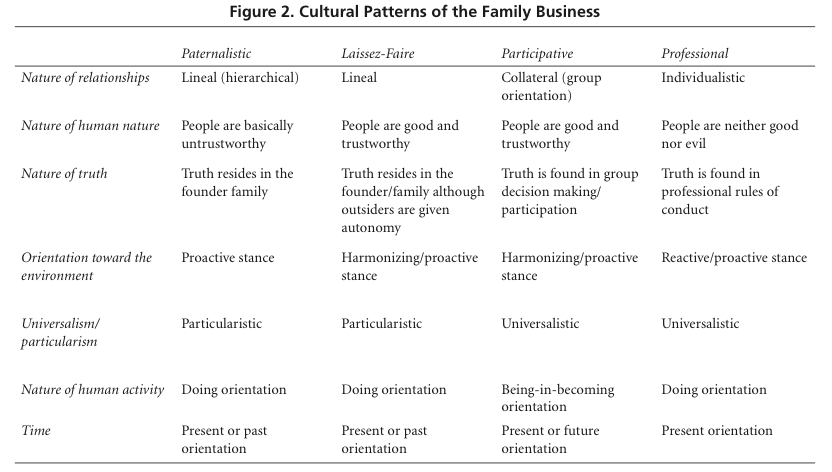 Figure 2. Cultural Patterns of the Family Business
Paternalistic Laissez-Faire Participative Professional
Nature of relationships Lineal (hierarchical) Lineal Collateral (group Individualistic
orientation)
Nature of human nature People are basically People are good and People are good and People are neither good
untrustworthy trustworthy trustworthy nor evil
Nature of truth Truth resides in the Truth resides in the Truth is found in group Truth is found in
founder family founder/family although decision making/ professional rules of
outsiders are given participation conduct
autonomy
Orientation toward the Proactive stance Harmonizing/proactive Harmonizing/proactive Reactive/proactive stance
environment stance stance
Universalism/ Particularistic Particularistic Universalistic Universalistic
particularism
Nature of human activity Doing orientation Doing orientation Being-in-becoming Doing orientation
orientation
Time Present or past Present or past Present or future Present orientation
orientation orientation orientation